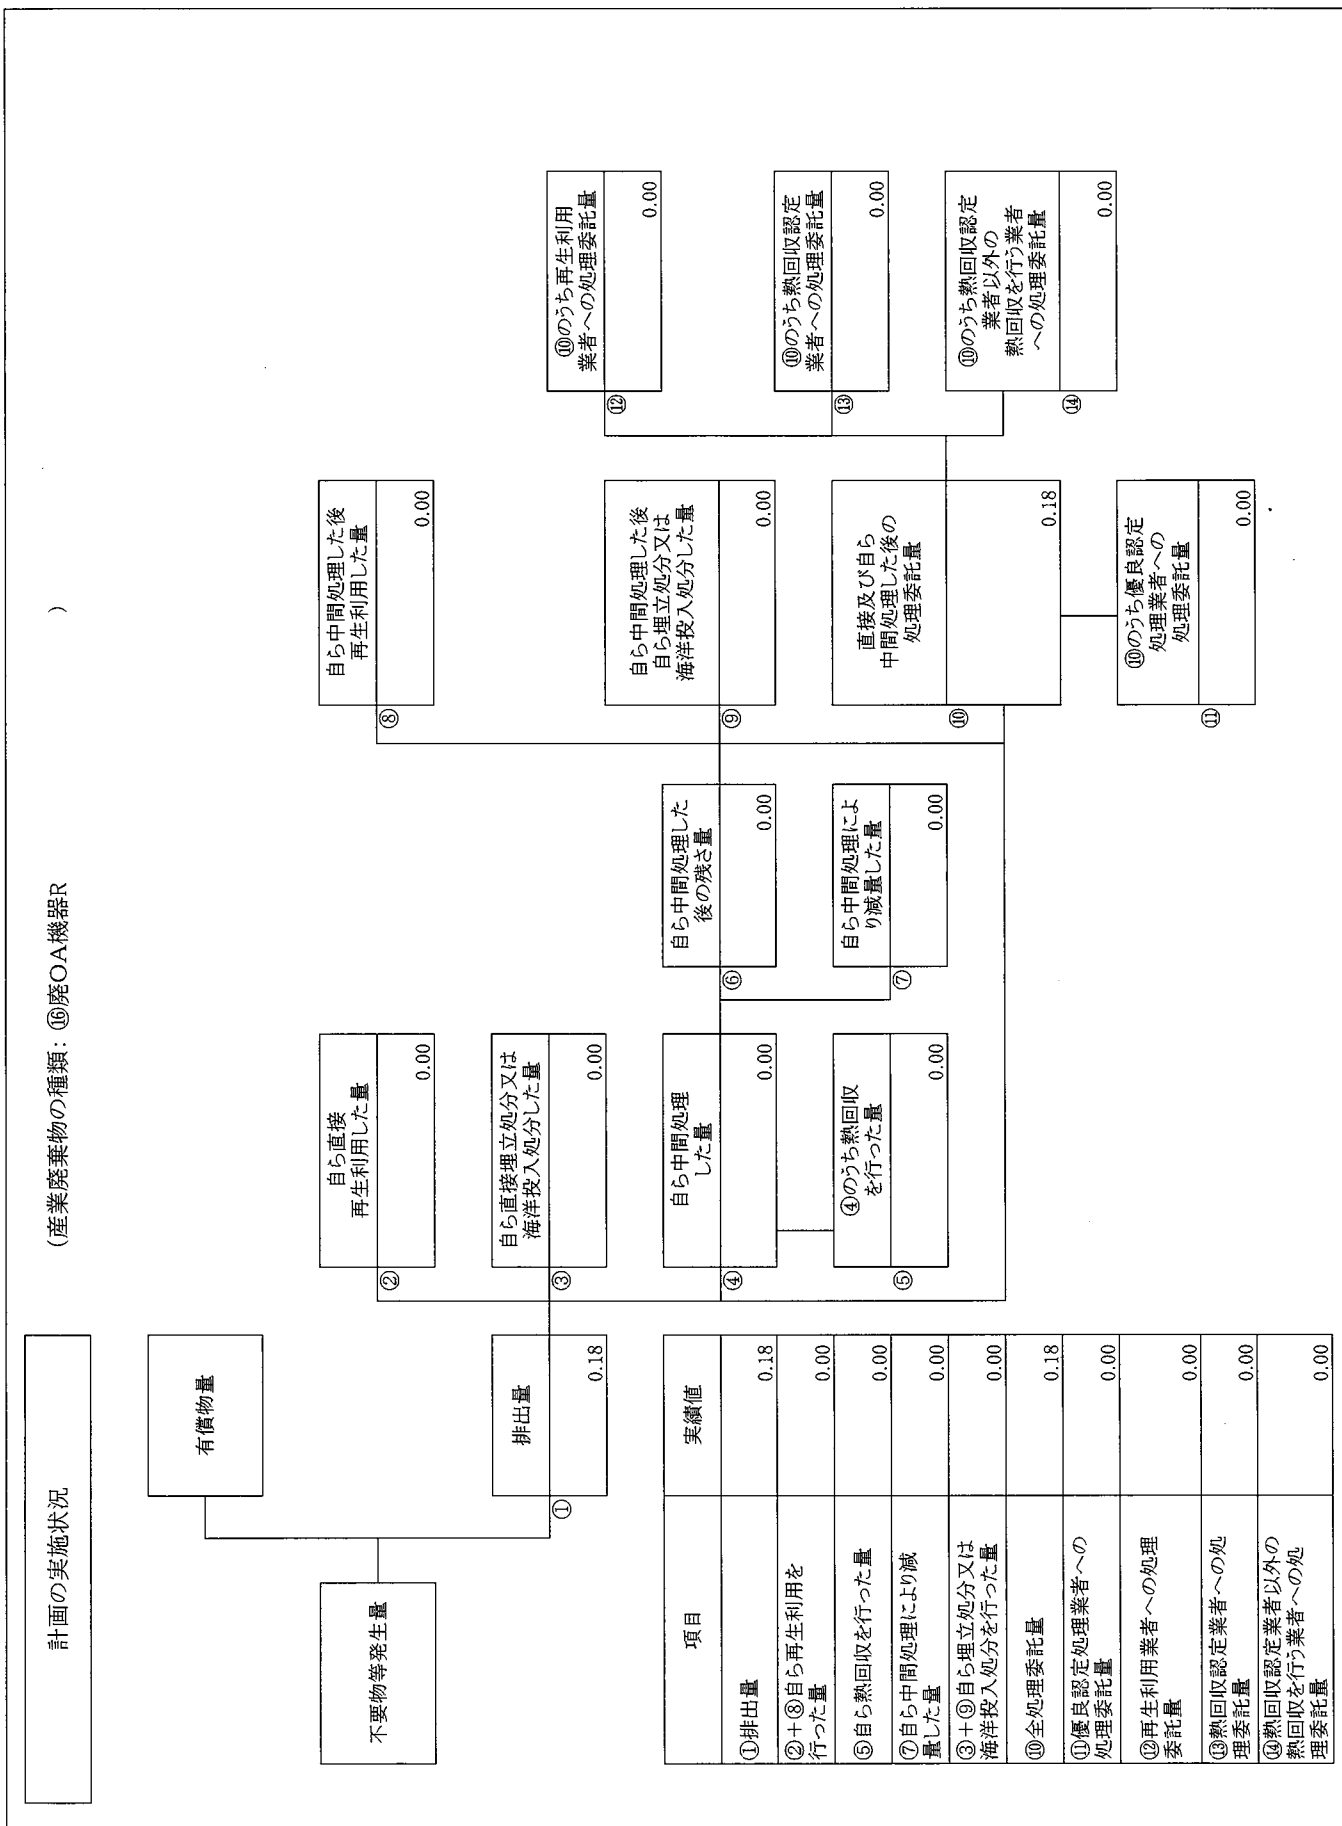 計画の実施状況
(産業廃棄物の種類: ⑯廃OA機器R
)
不要物等発生量
有償物量
排出量
①
0.18
自ら直接
再生利用した量
②
0.00
自ら直接埋立処分又は
海洋投入処分した量
③
0.00
自ら中間処理
した量
④
0.00
④のうち熱回収
を行った量
⑤
0.00
自ら中間処理した
後の残さ量
⑥
0.00
自ら中間処理によ
り減量した量
⑦
0.00
自ら中間処理した後
再生利用した量
⑧
0.00
自ら中間処理した後
自ら埋立処分又は
海洋投入処分した量
⑨
0.00
直接及び自ら
中間処理した後の
処理委託量
⑩
0.18
⑩のうち優良認定
処理業者への
処理委託量
⑪
0.00
⑩のうち再生利用
業者への処理委託量
⑫
0.00
⑩のうち熱回収認定
業者への処理委託量
⑬
0.00
⑩のうち熱回収認定
業者以外の
熱回収を行う業者
への処理委託量
⑭
0.00
項目 実績値
①排出量 0.18
②+⑧自ら再生利用を
行った量 0.00
⑤自ら熱回収を行った量 0.00
⑦自ら中間処理により減
量した量 0.00
③+⑨自ら埋立処分又は
海洋投入処分を行った量 0.00
⑩全処理委託量 0.18
⑪優良認定処理業者への
処理委託量 0.00
⑫再生利用業者への処理
委託量 0.00
⑬熱回収認定業者への処
理委託量 0.00
⑭熱回収認定業者以外の
熱回収を行う業者への処
理委託量 0.00